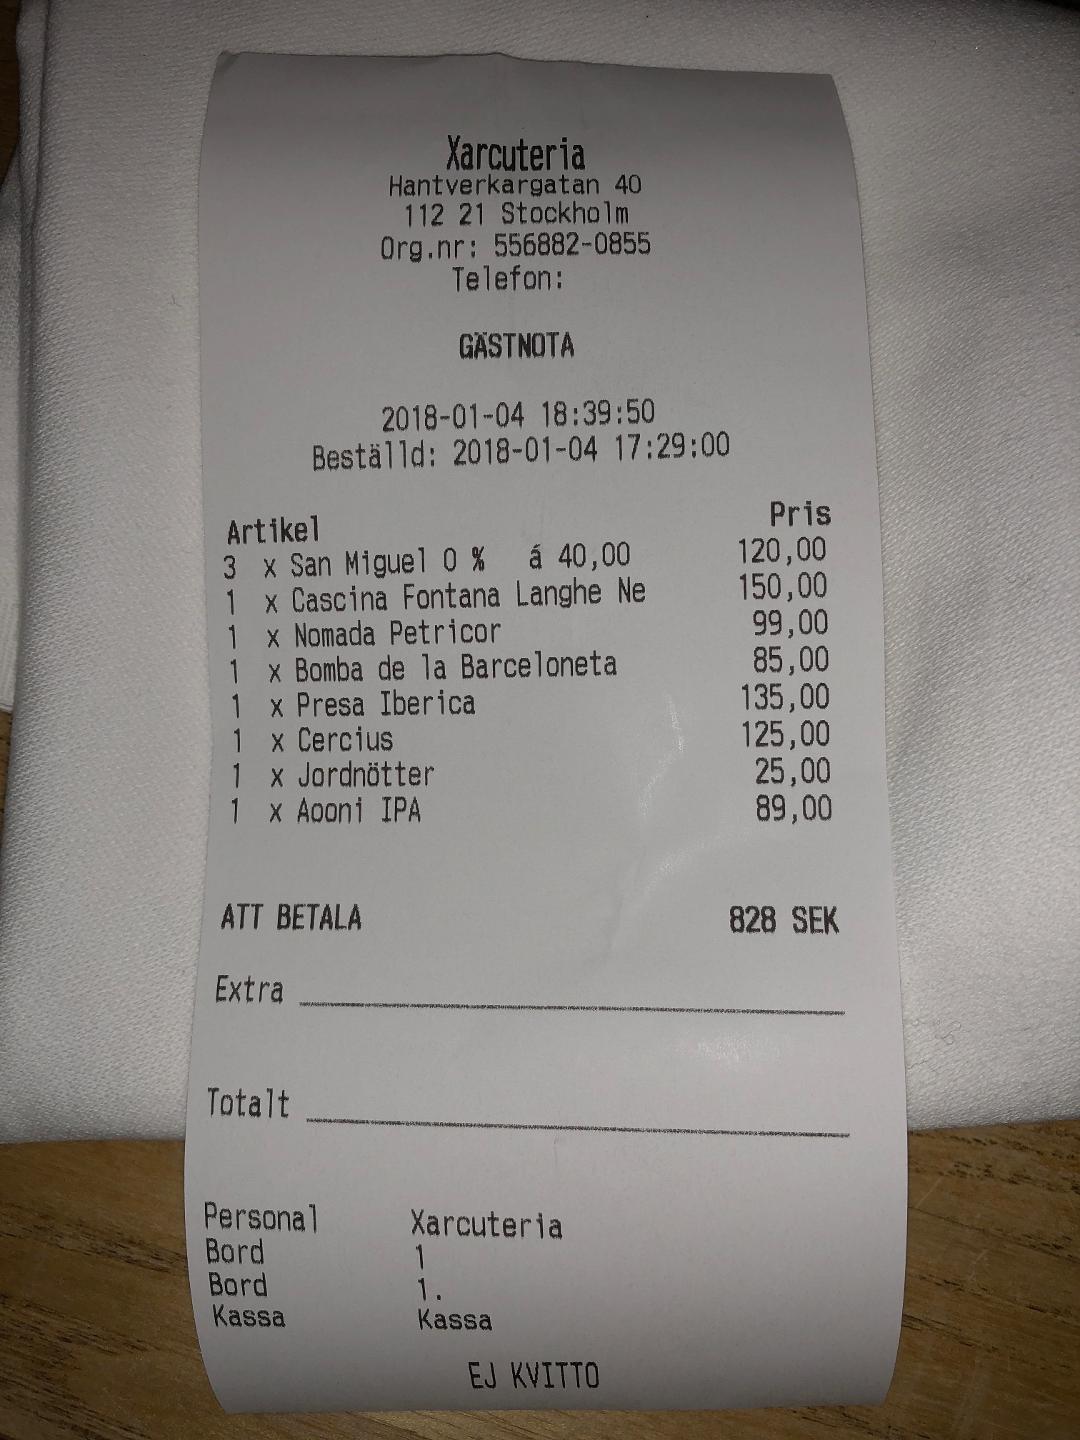 Xarcuteria
Hantverkargatan 40
112 21 Stockholm
Org.nr: 556882-0855
Telefon:
GÄSTNOTA
2018-01-04 18:39:50
Beställd: 2018-01-04 17:29:00
Artikel Pris
3 x San Miguel 0 % á 40,00 120,00
1 x Cascina Fontana Langhe Ne 150,00
1 x Nomada Petricor 99,00
1 x Bomba de la Barceloneta 85,00
1 x Presa Iberica 135,00
1 x Cercius 125,00
1 x Jordnötter 25,00
1 x Aooni IPA 89,00
ATT BETALA 828 SEK
Extra
Totalt
Personal Xarcuteria
Bord 1
Bord 1.
Kassa Kassa
EJ KVITTO